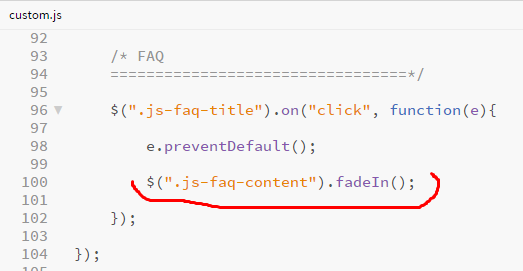 custom.js
92
93 /* FAQ
94 =================================*/
95
96 $(".js-faq-title").on("click", function(e){
97
98 e.preventDefault();
99
100 $(".js-faq-content").fadeIn();
101
102 });
103
104 });
105